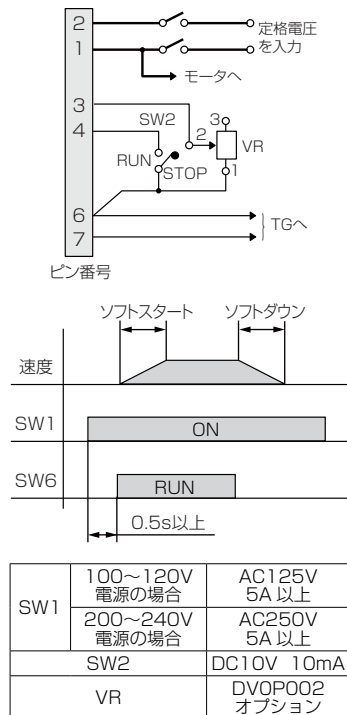 2
定格電圧
を入力
1
モータへ
3
SW2
3
4
2
VR
RUN
STOP
1
6
TGへ
7
ピン番号
ソフトスタート
ソフトダウン
速度
SW1
ON
SW6
RUN
0.5s以上
SW1
100～120V
電源の場合
AC125V
5A 以上
200～240V
電源の場合
AC250V
5A 以上
SW2
DC10V 10mA
VR
DV0P002
オプション